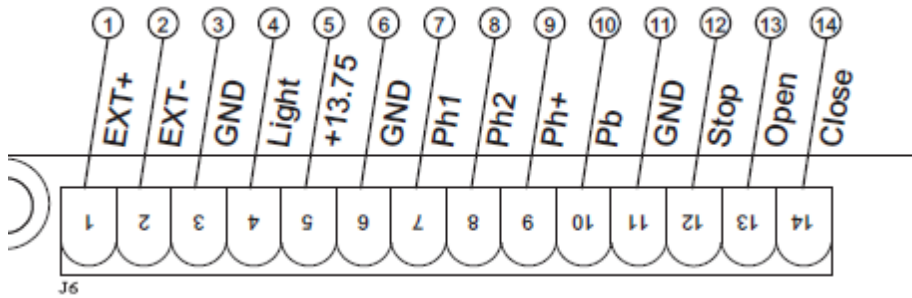 1 2 3 4 5 6 7 8 9 10 11 12 13 14
EXT+ EXT- GND Light +13.75 GND Ph1 Ph2 Ph+ Pb GND Stop Open Close
1 2 3 4 5 6 7 8 9 10 11 12 13 14
J6